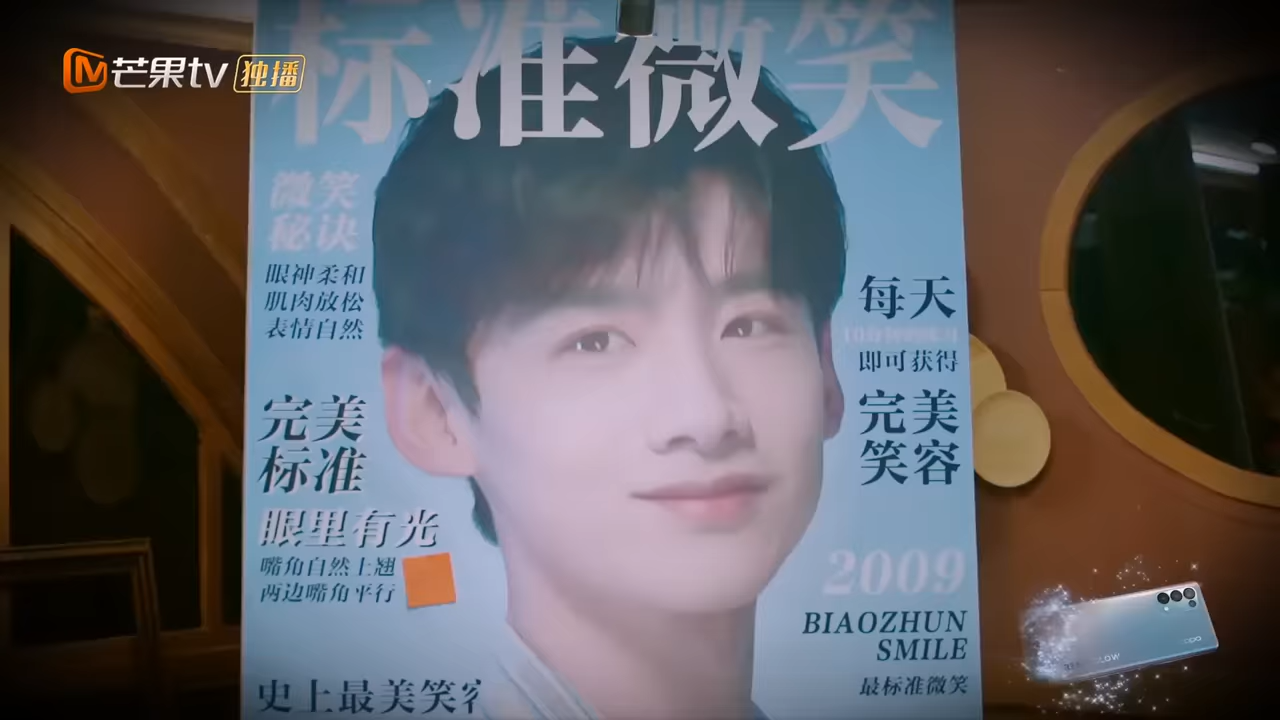 标准微笑
芒果tv 独播
微笑
秘诀
眼神柔和
肌肉放松
表情自然
每天
即可获得
完美
笑容
完美
标准
眼里有光
嘴角自然上翘
两边嘴角平行
2009
BIAOZHUN
SMILE
最标准微笑
史上最美笑容